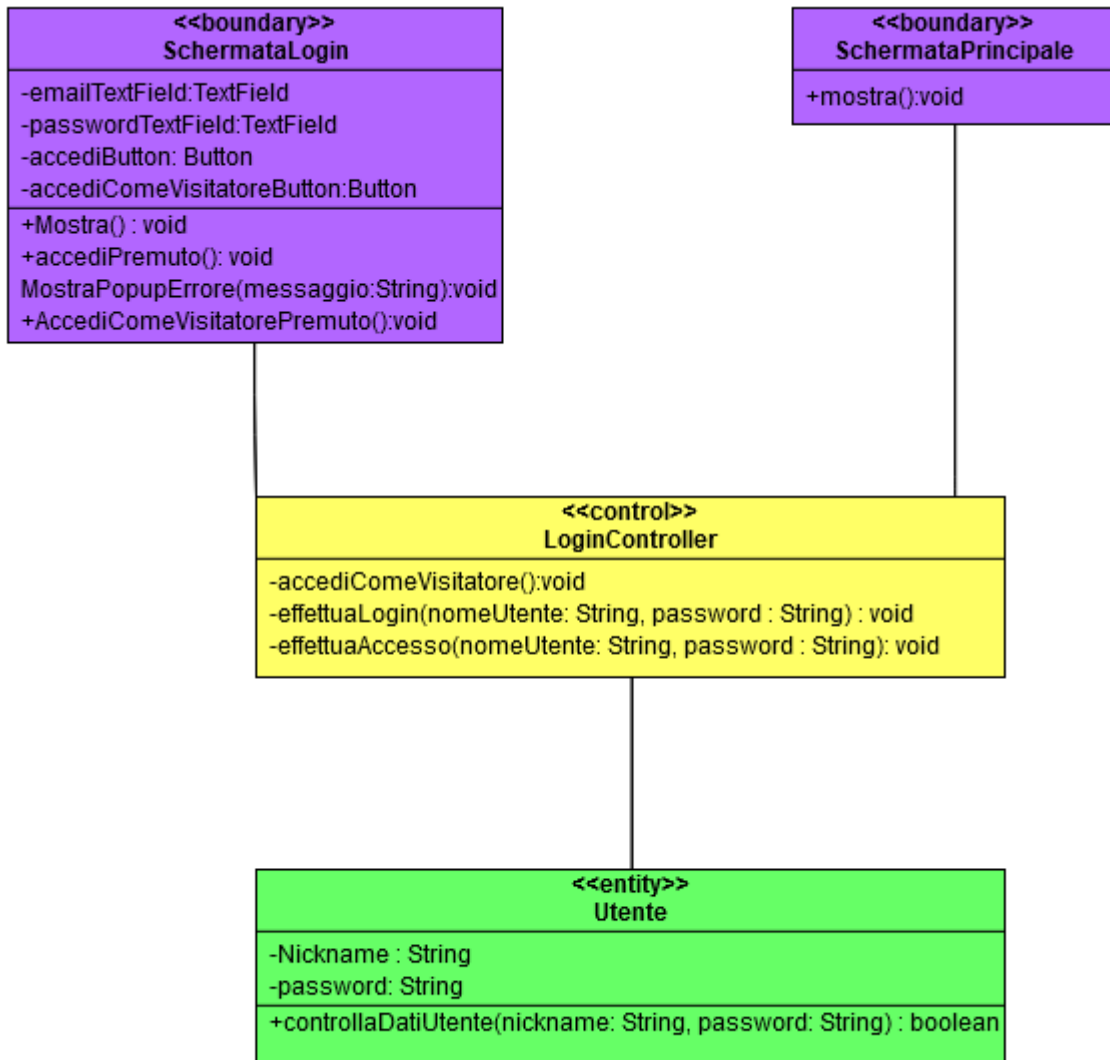 <<boundary>>
SchermataLogin
-emailTextField:TextField
-passwordTextField:TextField
-accediButton: Button
-accediComeVisitatoreButton:Button
+Mostra() : void
+accediPremuto(): void
MostraPopupErrore(messaggio:String):void
+AccediComeVisitatorePremuto():void
<<boundary>>
SchermataPrincipale
+mostra():void
<<control>>
LoginController
-accediComeVisitatore():void
-effettuaLogin(nomeUtente: String, password : String) : void
-effettuaAccesso(nomeUtente: String, password : String): void
<<entity>>
Utente
-Nickname : String
-password: String
+controllaDatiUtente(nickname: String, password: String) : boolean